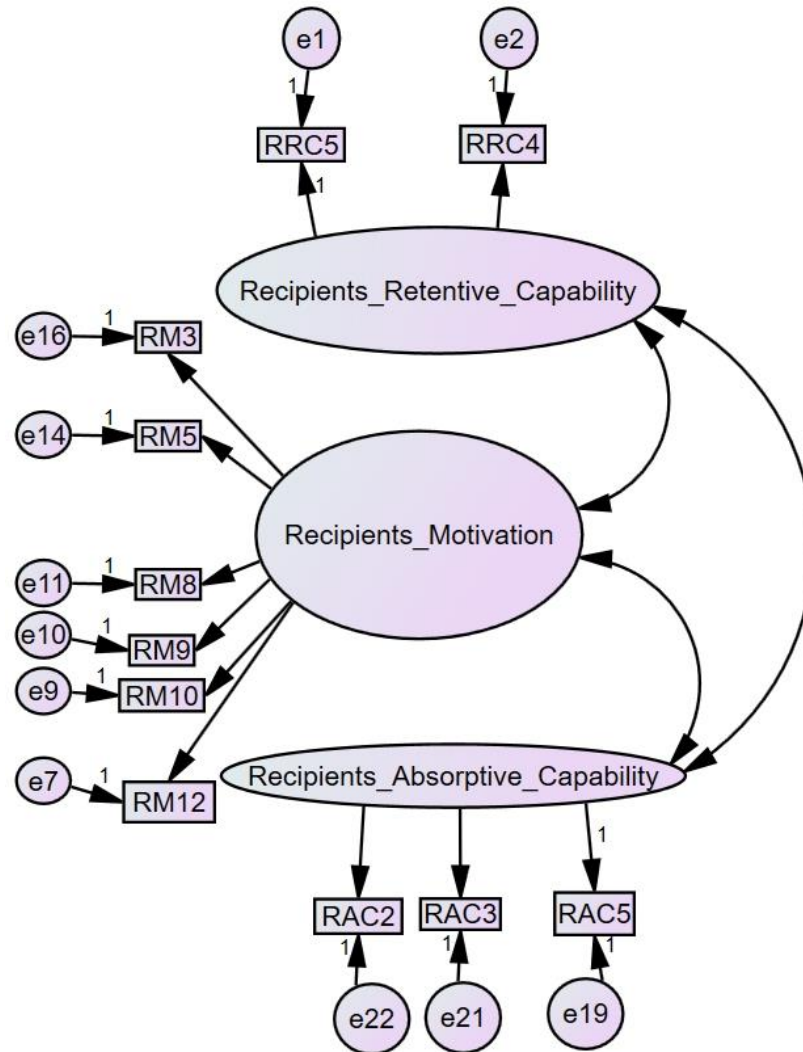 e1 e2
1 1
RRC5 RRC4
1
Recipients_Retentive_Capability
e16 1 RM3
e14 1 RM5
Recipients_Motivation
e11 1 RM8
e10 1 RM9
e9 1 RM10
e7 1 RM12
Recipients_Absorptive_Capability
1
RAC2 RAC3 RAC5
1 1 1
e22 e21 e19